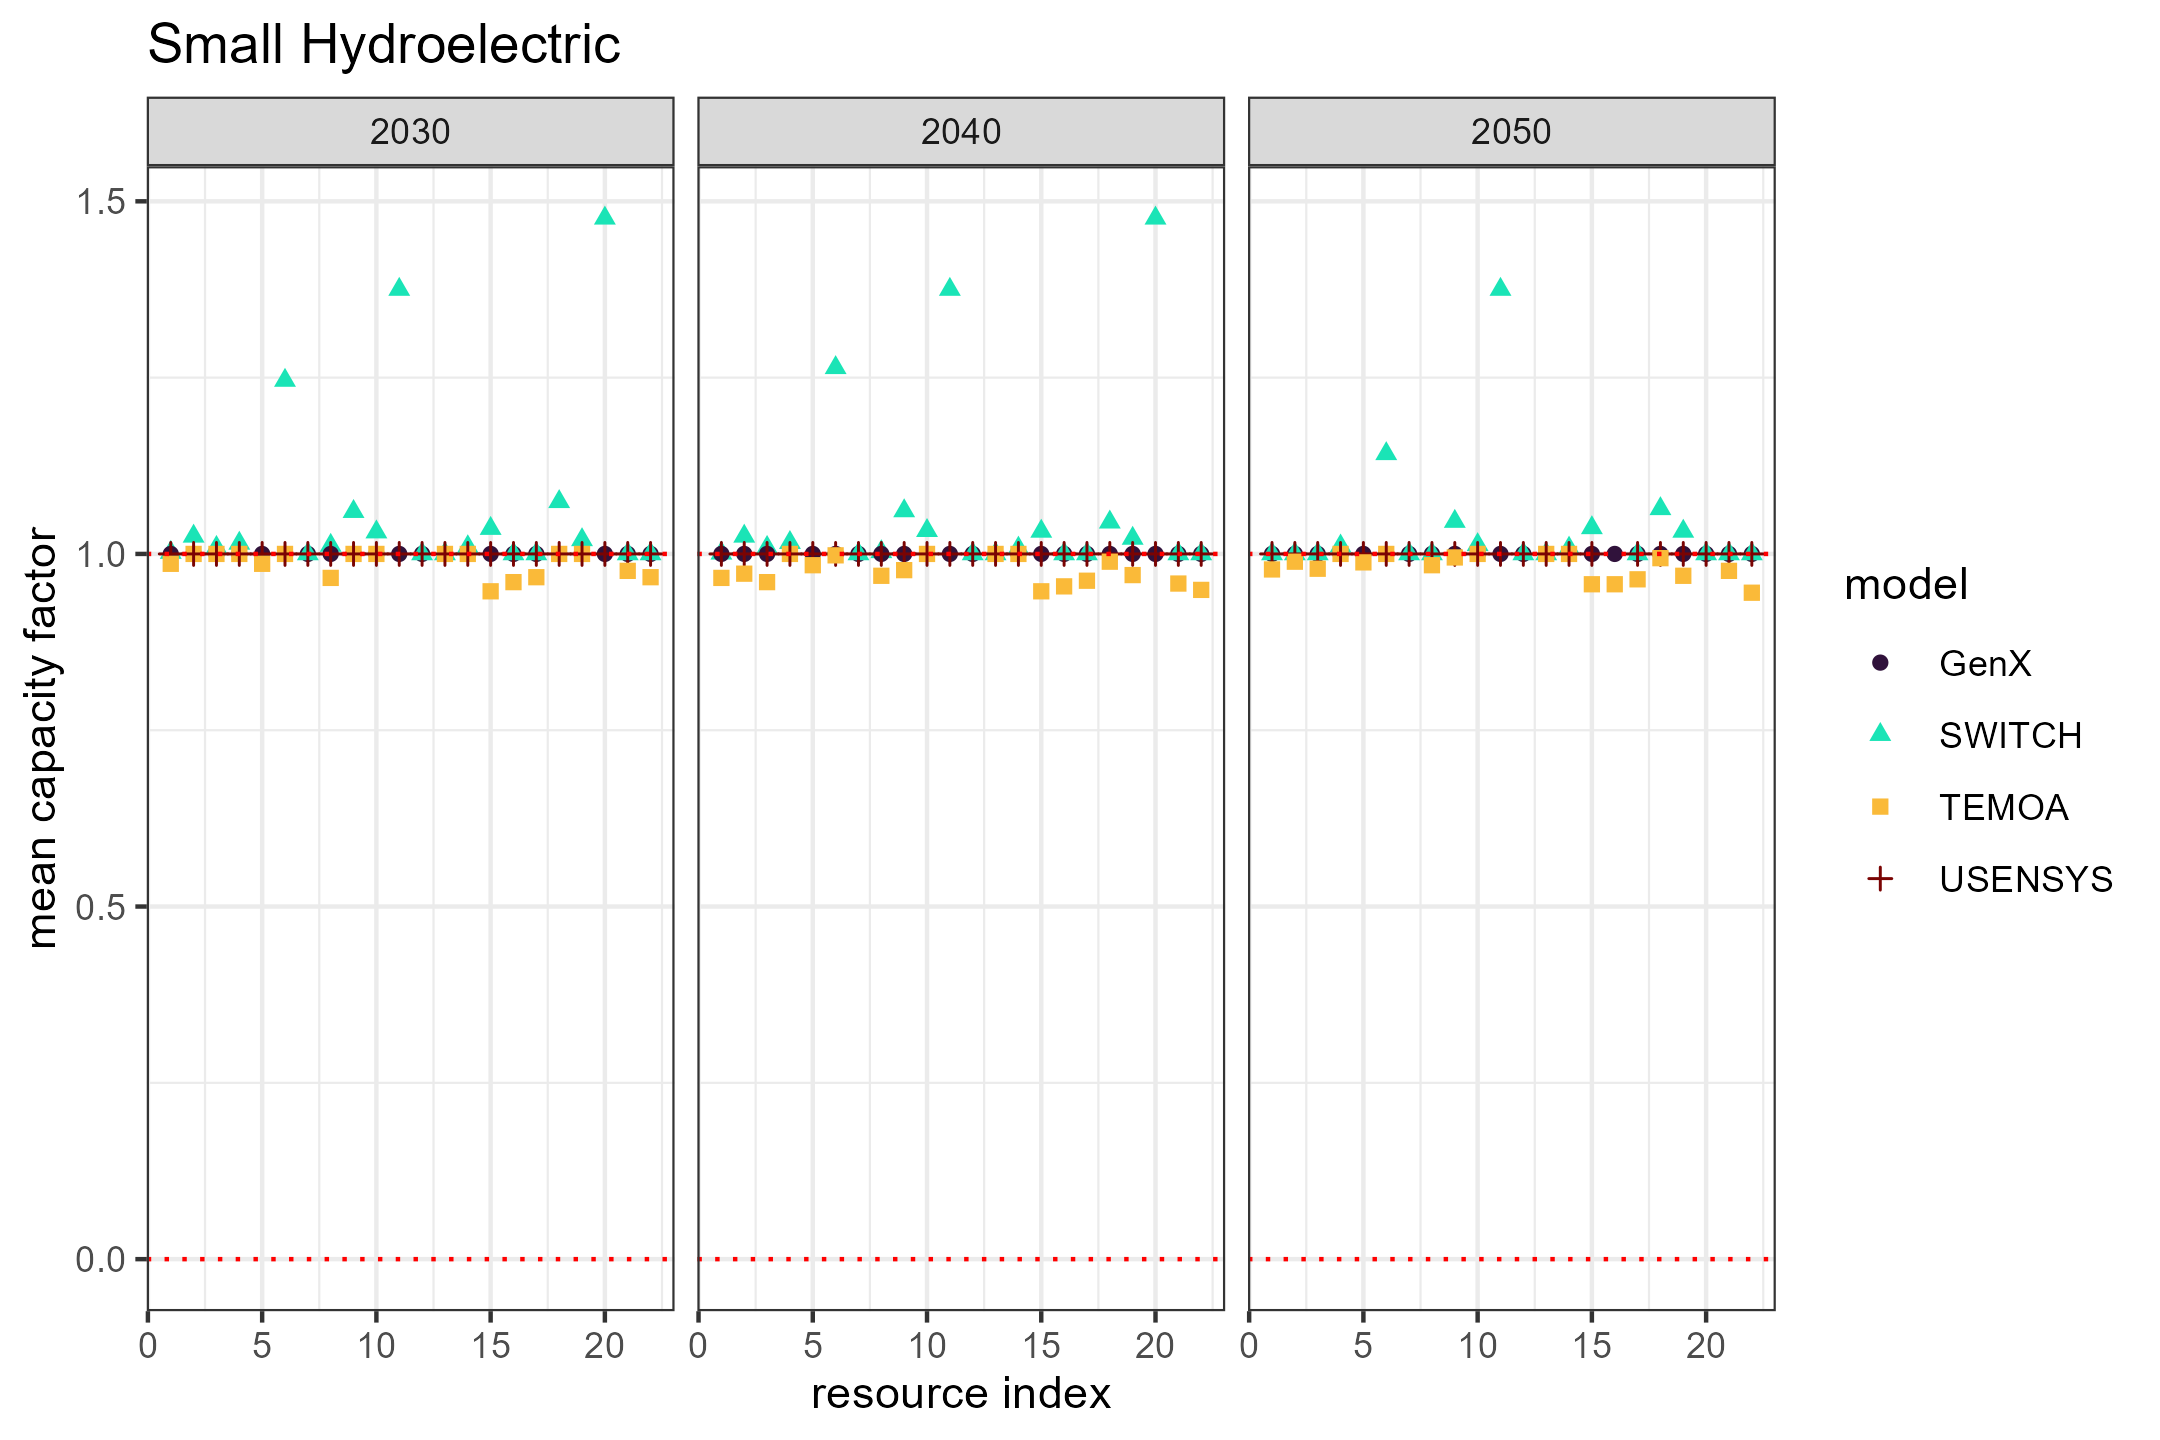 Small Hydroelectric
2030 2040 2050
1.5
1.0
0.5
0.0
mean capacity factor
0 5 10 15 20 0 5 10 15 20 0 5 10 15 20
resource index
model
GenX
SWITCH
TEMOA
USENSYS